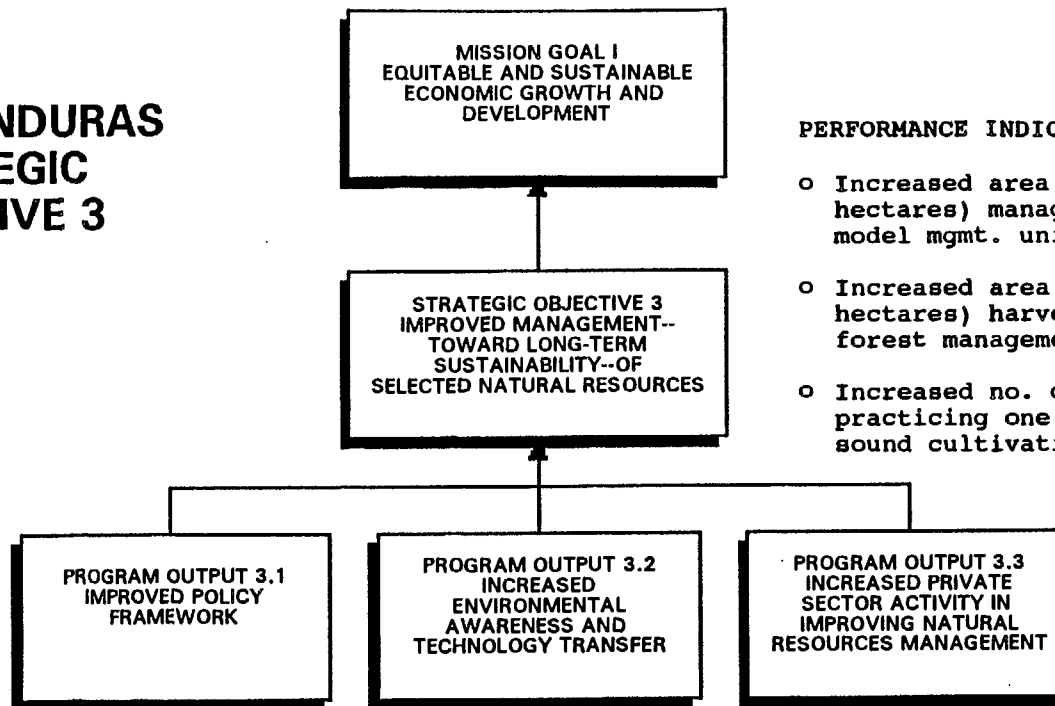 NDURAS
EGIC
IVE 3
MISSION GOAL I
EQUITABLE AND SUSTAINABLE
ECONOMIC GROWTH AND
DEVELOPMENT
PERFORMANCE INDIC
o Increased area
hectares) manag
model mgmt. uni
o Increased area
hectares) harve
forest manageme
o Increased no. o
practicing one
sound cultivati
STRATEGIC OBJECTIVE 3
IMPROVED MANAGEMENT--
TOWARD LONG-TERM
SUSTAINABILITY--OF
SELECTED NATURAL RESOURCES
PROGRAM OUTPUT 3.1
IMPROVED POLICY
FRAMEWORK
PROGRAM OUTPUT 3.2
INCREASED
ENVIRONMENTAL
AWARENESS AND
TECHNOLOGY TRANSFER
PROGRAM OUTPUT 3.3
INCREASED PRIVATE
SECTOR ACTIVITY IN
IMPROVING NATURAL
RESOURCES MANAGEMENT